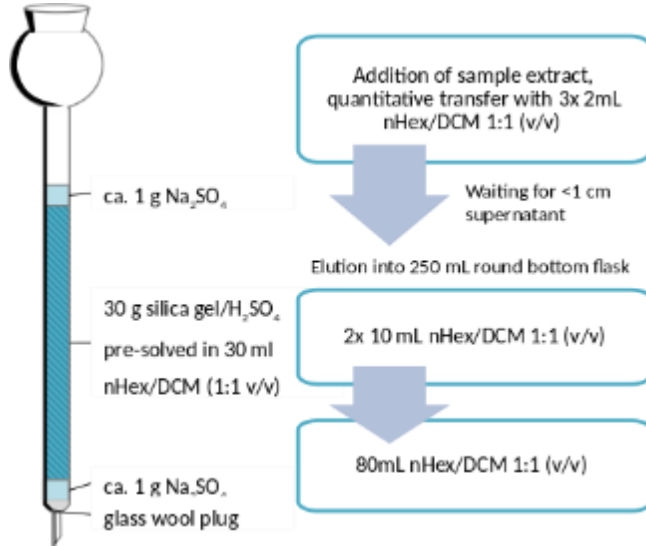 Addition of sample extract,
quantitative transfer with 3x 2mL
nHex/DCM 1:1 (v/v)
Waiting for <1 cm
supernatant
Elution into 250 mL round bottom flask
2x 10 mL nHex/DCM 1:1 (v/v)
80mL nHex/DCM 1:1 (v/v)
ca. 1 g Na₂SO₄
30 g silica gel/H₂SO₄
pre-solved in 30 ml
nHex/DCM (1:1 v/v)
ca. 1 g Na₂SO₄
glass wool plug